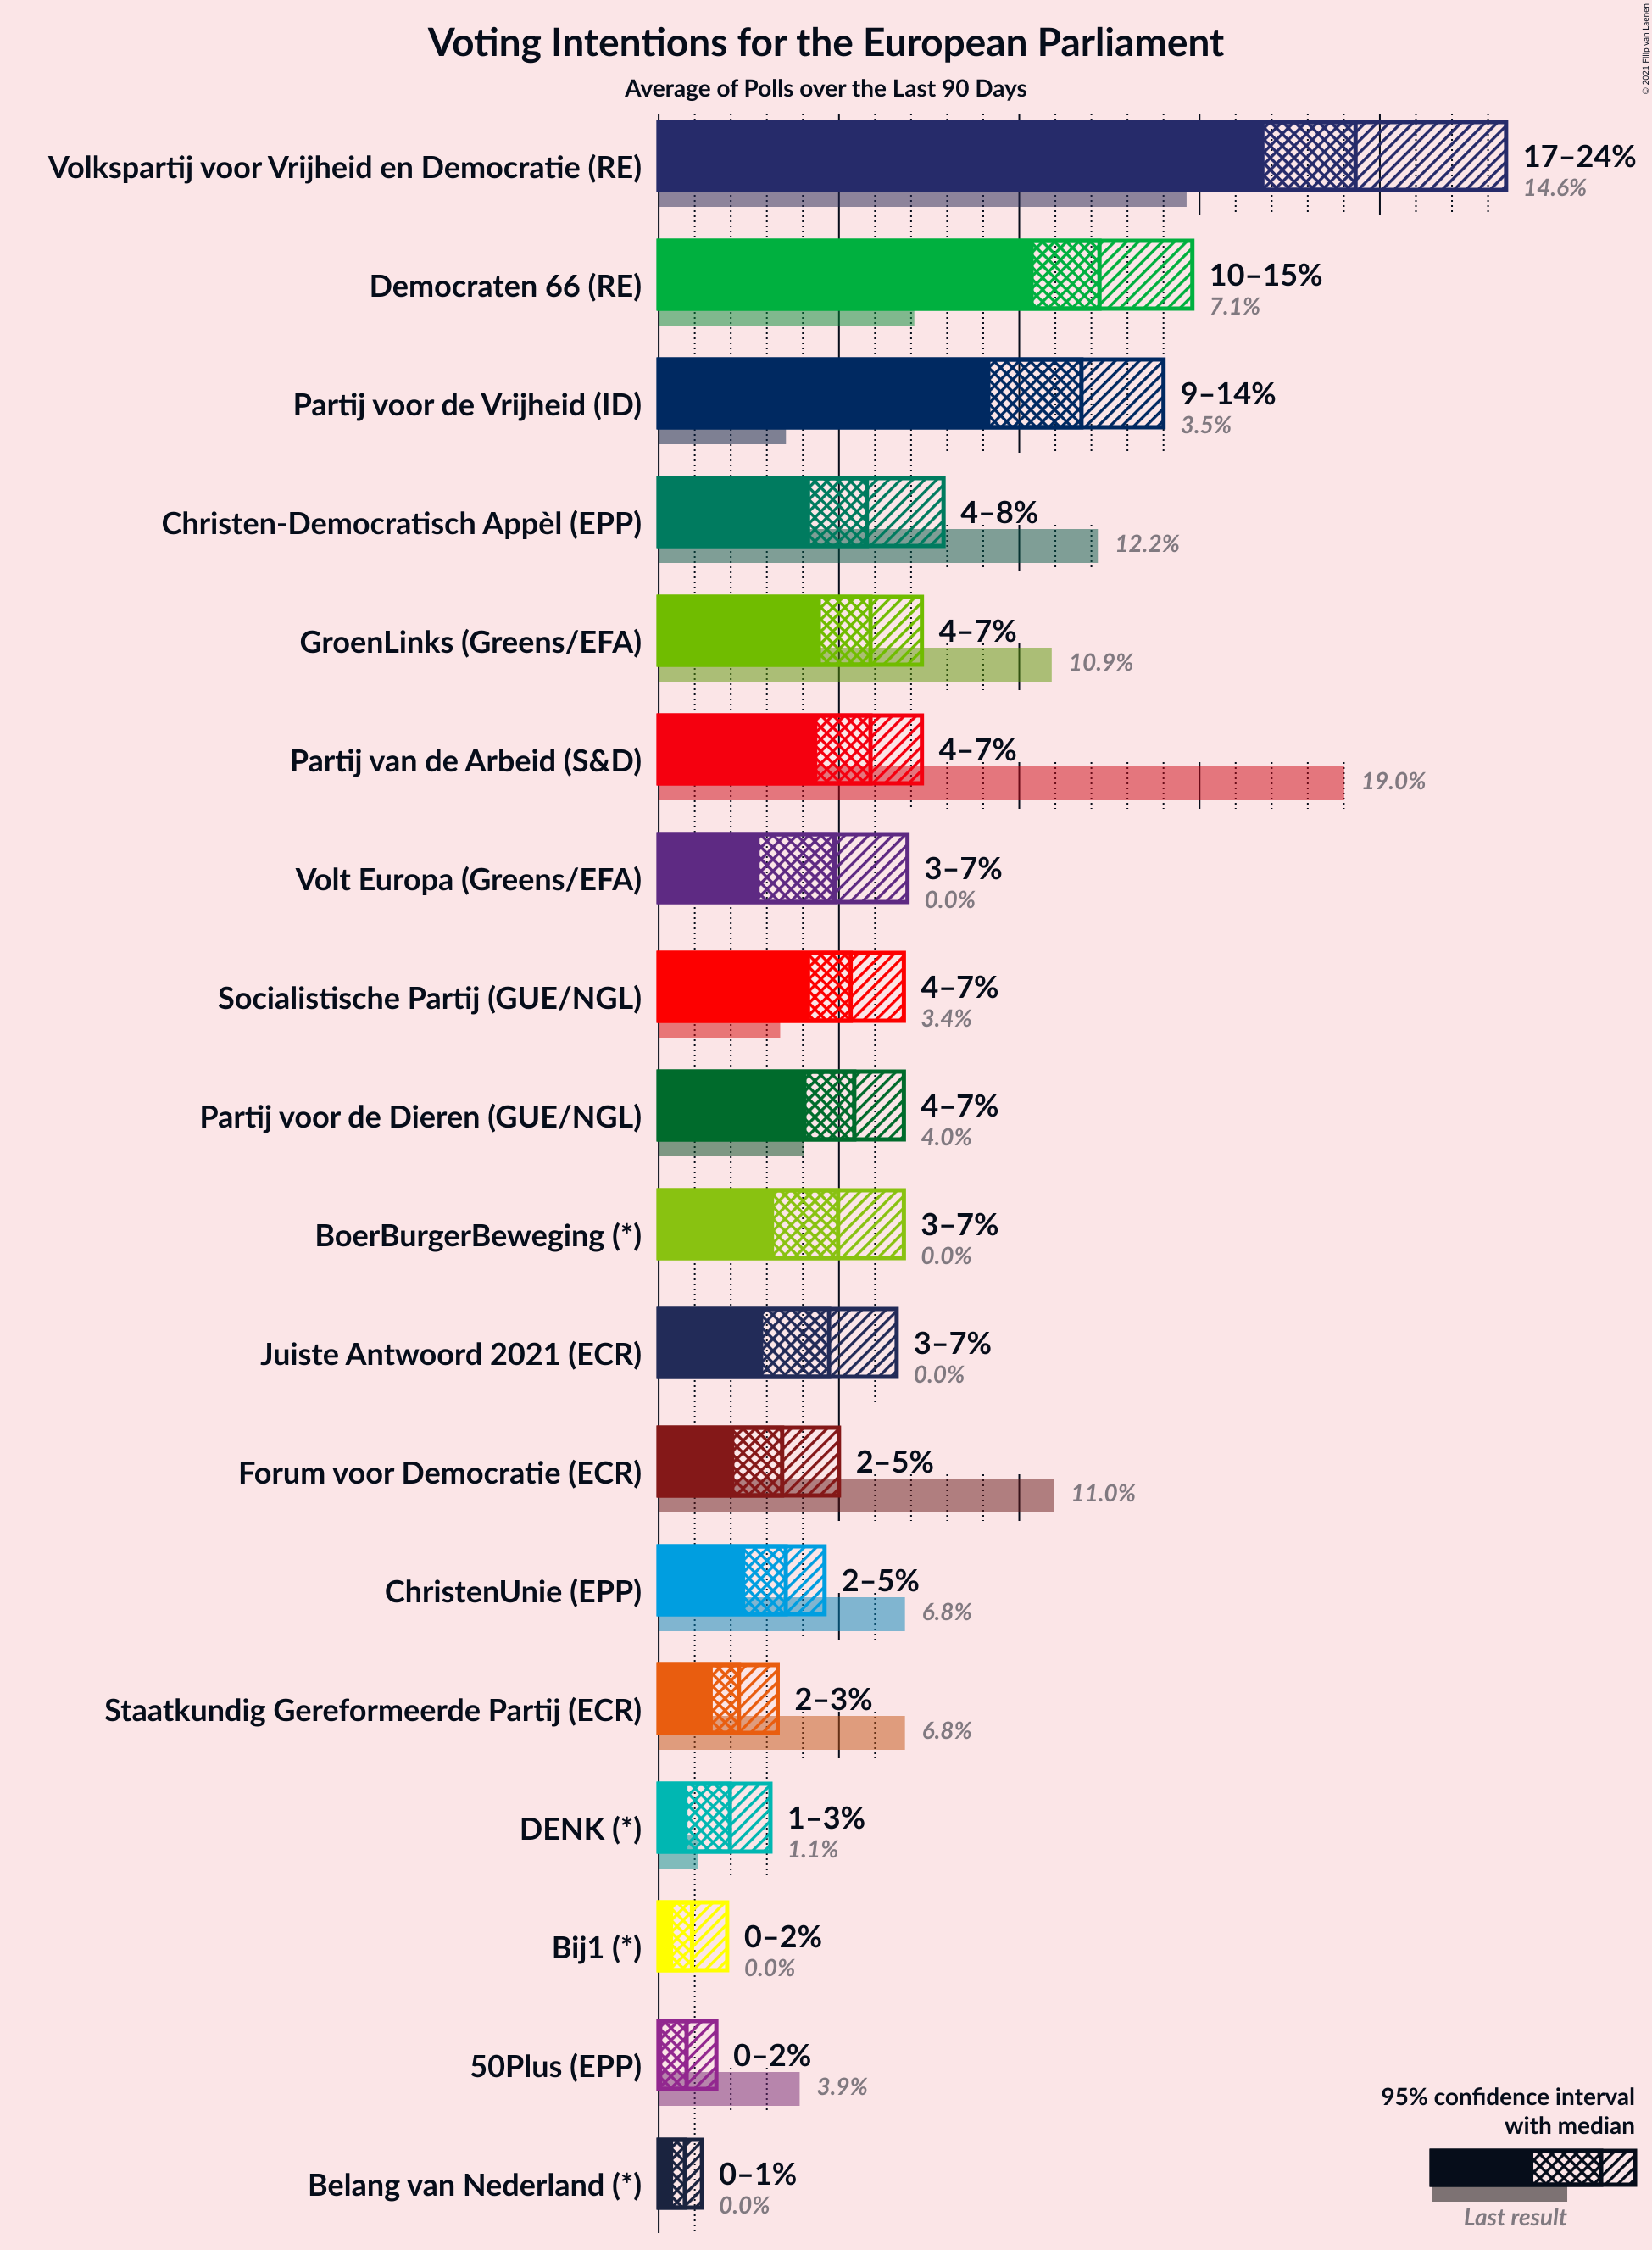 © 2021 Filip van Laenen
Voting Intentions for the European Parliament
Average of Polls over the Last 90 Days
Volkspartij voor Vrijheid en Democratie (RE)
17–24%
14.6%
Democraten 66 (RE)
10–15%
7.1%
Partij voor de Vrijheid (ID)
9–14%
3.5%
Christen-Democratisch Appèl (EPP)
4–8%
12.2%
GroenLinks (Greens/EFA)
4–7%
10.9%
Partij van de Arbeid (S&D)
4–7%
19.0%
Volt Europa (Greens/EFA)
3–7%
0.0%
Socialistische Partij (GUE/NGL)
4–7%
3.4%
Partij voor de Dieren (GUE/NGL)
4–7%
4.0%
BoerBurgerBeweging (*)
3–7%
0.0%
Juiste Antwoord 2021 (ECR)
3–7%
0.0%
Forum voor Democratie (ECR)
2–5%
11.0%
ChristenUnie (EPP)
2–5%
6.8%
Staatkundig Gereformeerde Partij (ECR)
2–3%
6.8%
DENK (*)
1–3%
1.1%
Bij1 (*)
0–2%
0.0%
50Plus (EPP)
0–2%
3.9%
Belang van Nederland (*)
0–1%
0.0%
95% confidence interval
with median
Last result